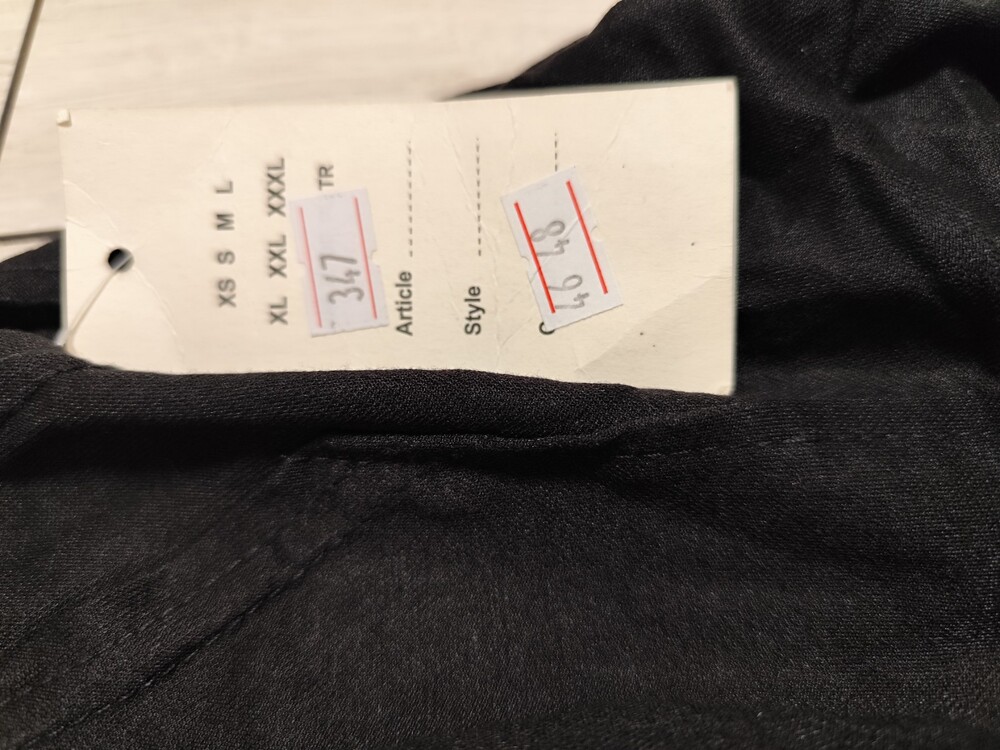 XS S M L
XL XXL XXXL
TR
347
Article
Style
46 48